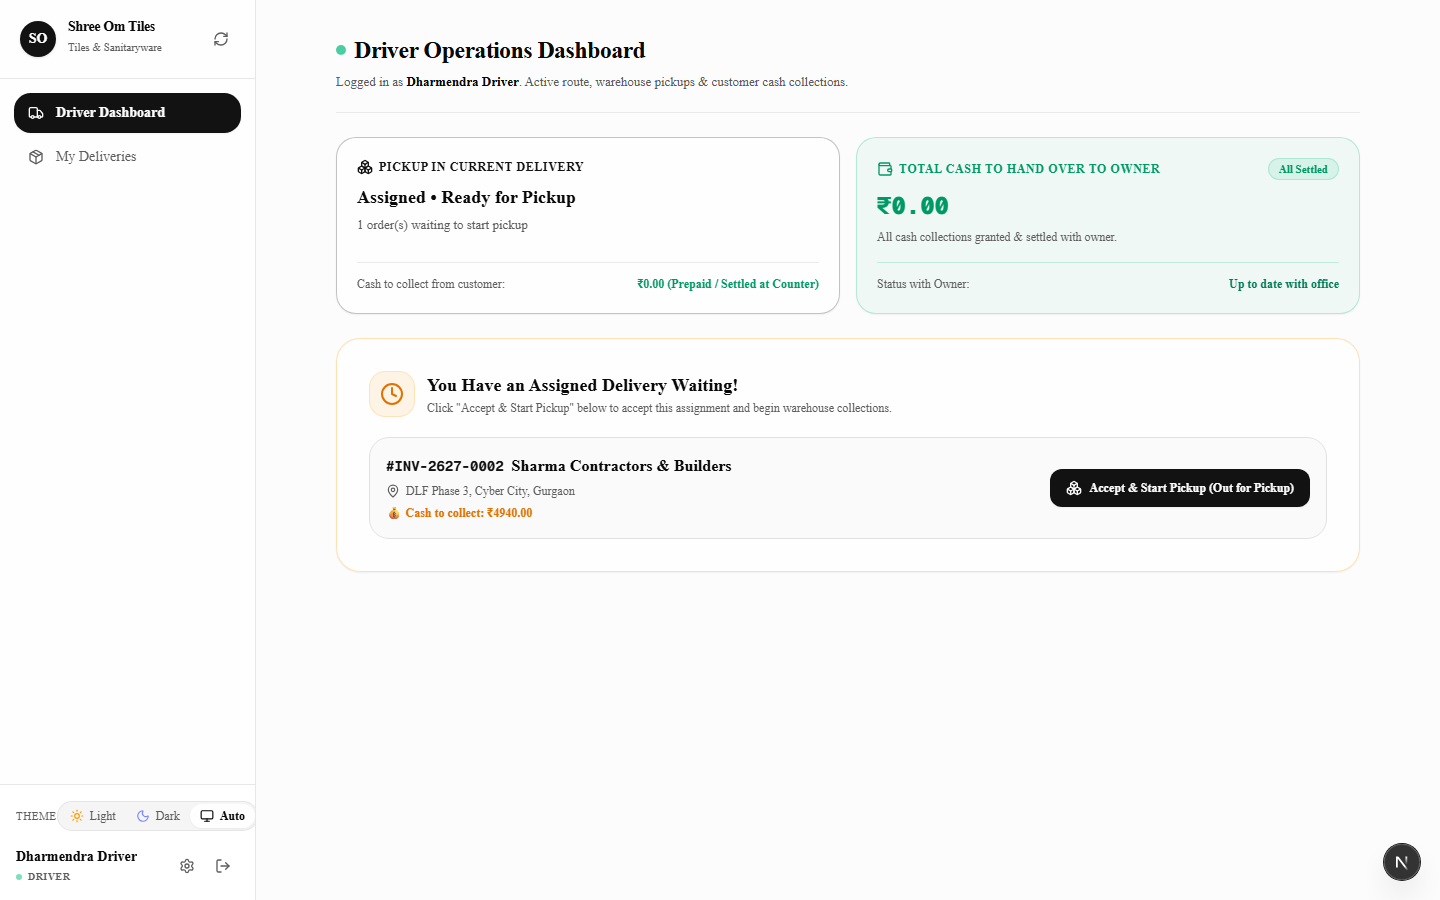 SO
Shree Om Tiles
Tiles & Sanitaryware
Driver Dashboard
My Deliveries
Driver Operations Dashboard
Logged in as Dharmendra Driver. Active route, warehouse pickups & customer cash collections.
PICKUP IN CURRENT DELIVERY
Assigned • Ready for Pickup
1 order(s) waiting to start pickup
Cash to collect from customer:
₹0.00 (Prepaid / Settled at Counter)
TOTAL CASH TO HAND OVER TO OWNER
All Settled
₹0.00
All cash collections granted & settled with owner.
Status with Owner:
Up to date with office
You Have an Assigned Delivery Waiting!
Click "Accept & Start Pickup" below to accept this assignment and begin warehouse collections.
#INV-2627-0002 Sharma Contractors & Builders
DLF Phase 3, Cyber City, Gurgaon
Cash to collect: ₹4940.00
Accept & Start Pickup (Out for Pickup)
THEME
Light
Dark
Auto
Dharmendra Driver
DRIVER
N